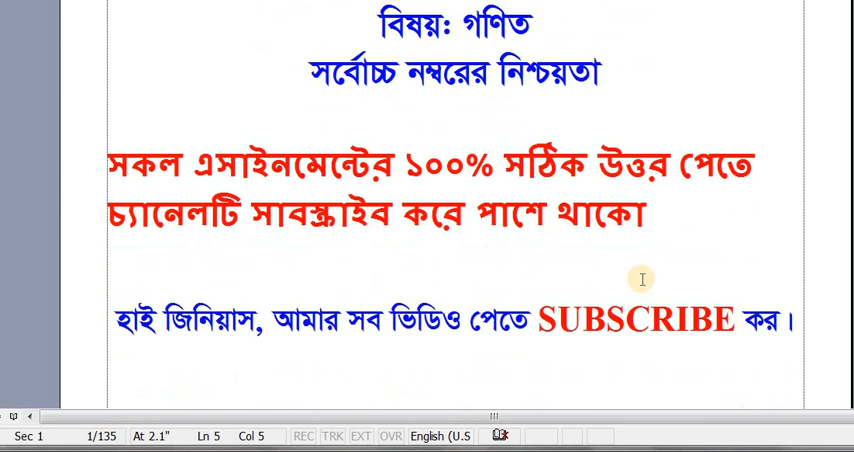 বিষয়: গণিত
সর্বোচ্চ নম্বরের নিশ্চয়তা
সকল এসাইনমেন্টের ১০০% সঠিক উত্তর পেতে
চ্যানেলটি সাবস্ক্রাইব করে পাশে থাকো
হাই জিনিয়াস, আমার সব ভিডিও পেতে SUBSCRIBE কর।
Sec 1 1/135 At 2.1" Ln 5 Col 5 REC TRK EXT OVR English (U.S